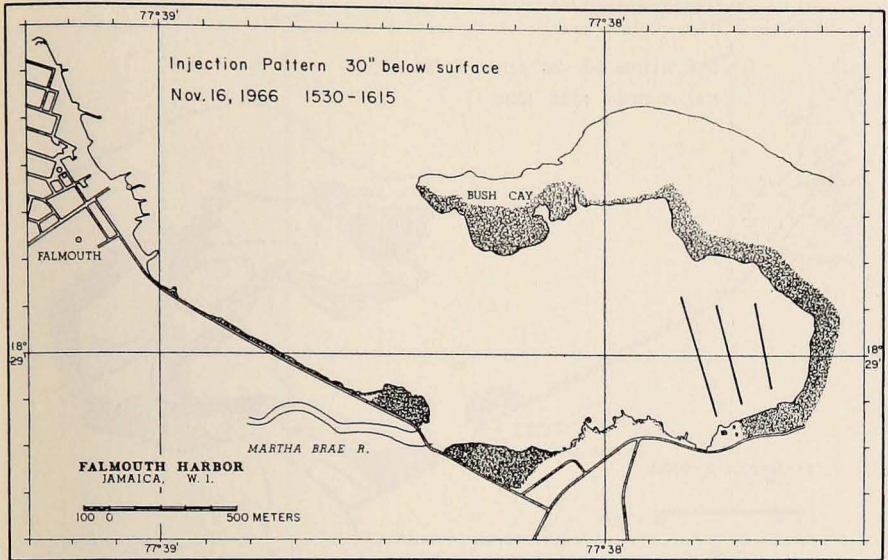 77°39'
77°38'
Injection Pattern 30" below surface
Nov. 16, 1966 1530-1615
BUSH CAY
FALMOUTH
18°
29'
18°
29'
MARTHA BRAE R.
FALMOUTH HARBOR
JAMAICA, W. I.
100 0 500 METERS
77°39'
77°38'